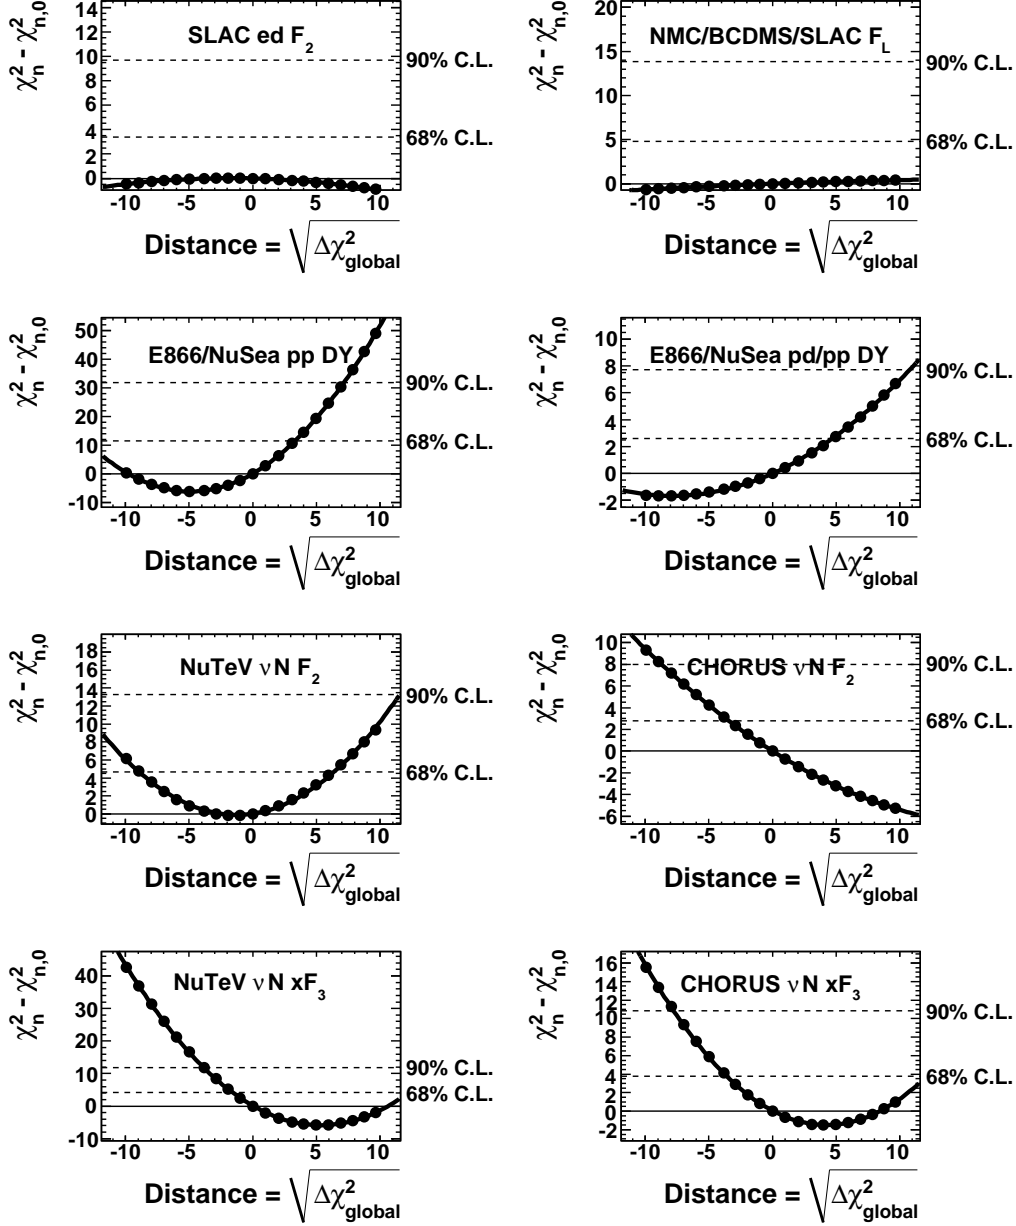 χ²ₙ - χ²ₙ,₀
14
12
10
8
6
4
2
0
SLAC ed F₂
90% C.L.
68% C.L.
-10 -5 0 5 10
Distance = √Δχ²global
χ²ₙ - χ²ₙ,₀
20
15
10
5
0
NMC/BCDMS/SLAC F_L
90% C.L.
68% C.L.
-10 -5 0 5 10
Distance = √Δχ²global
χ²ₙ - χ²ₙ,₀
50
40
30
20
10
0
-10
E866/NuSea pp DY
90% C.L.
68% C.L.
-10 -5 0 5 10
Distance = √Δχ²global
χ²ₙ - χ²ₙ,₀
10
8
6
4
2
0
-2
E866/NuSea pd/pp DY
90% C.L.
68% C.L.
-10 -5 0 5 10
Distance = √Δχ²global
χ²ₙ - χ²ₙ,₀
18
16
14
12
10
8
6
4
2
0
NuTeV νN F₂
90% C.L.
68% C.L.
-10 -5 0 5 10
Distance = √Δχ²global
χ²ₙ - χ²ₙ,₀
10
8
6
4
2
0
-2
-4
-6
CHORUS νN F₂
90% C.L.
68% C.L.
-10 -5 0 5 10
Distance = √Δχ²global
χ²ₙ - χ²ₙ,₀
40
30
20
10
0
-10
NuTeV νN xF₃
90% C.L.
68% C.L.
-10 -5 0 5 10
Distance = √Δχ²global
χ²ₙ - χ²ₙ,₀
16
14
12
10
8
6
4
2
0
-2
CHORUS νN xF₃
90% C.L.
68% C.L.
-10 -5 0 5 10
Distance = √Δχ²global